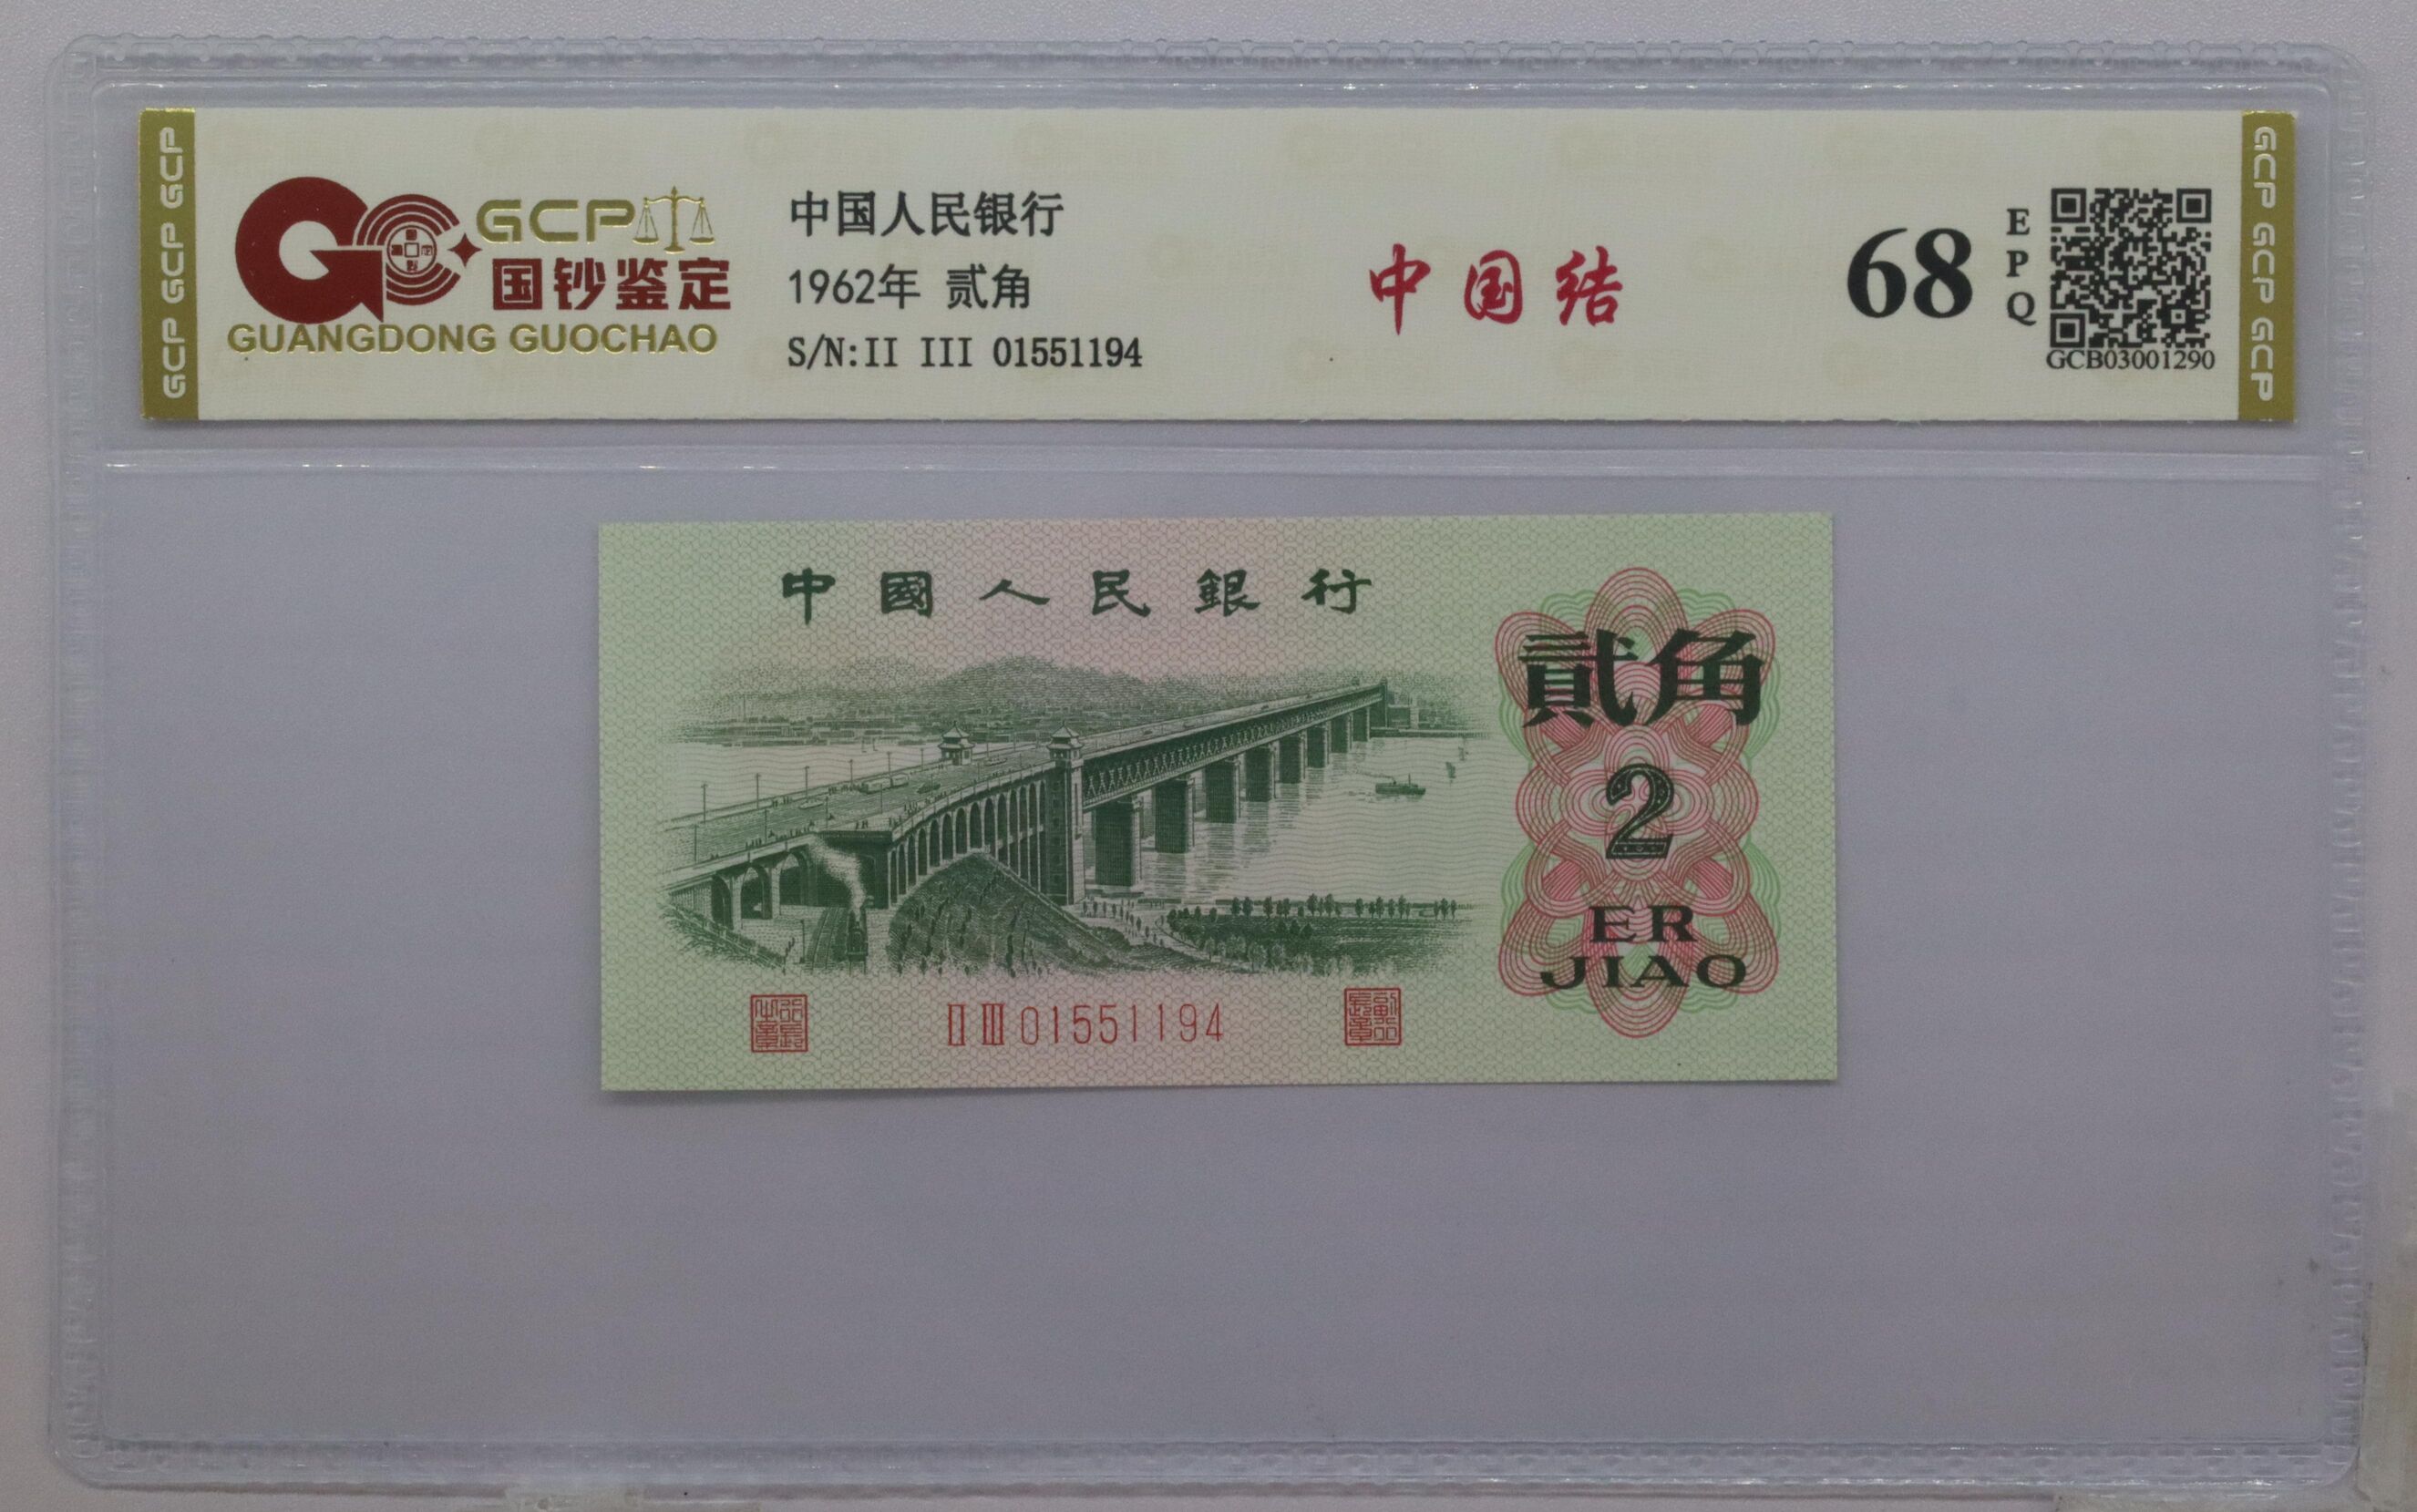 GCP GCP GCP
GCP
国钞鉴定
GUANGDONG GUOCHAO
中国人民银行
1962年 贰角
S/N:II III 01551194
中国结
68
EPQ
GCB03001290
GCP GCP GCP
中國人民銀行
貳角
2
ER
JIAO
II III 01551194